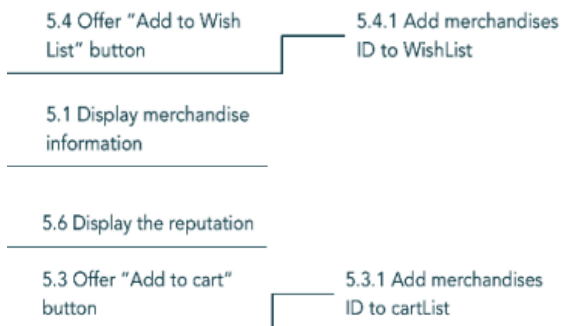 5.4 Offer “Add to Wish
List” button
5.4.1 Add merchandises
ID to WishList
5.1 Display merchandise
information
5.6 Display the reputation
5.3 Offer “Add to cart”
button
5.3.1 Add merchandises
ID to cartList